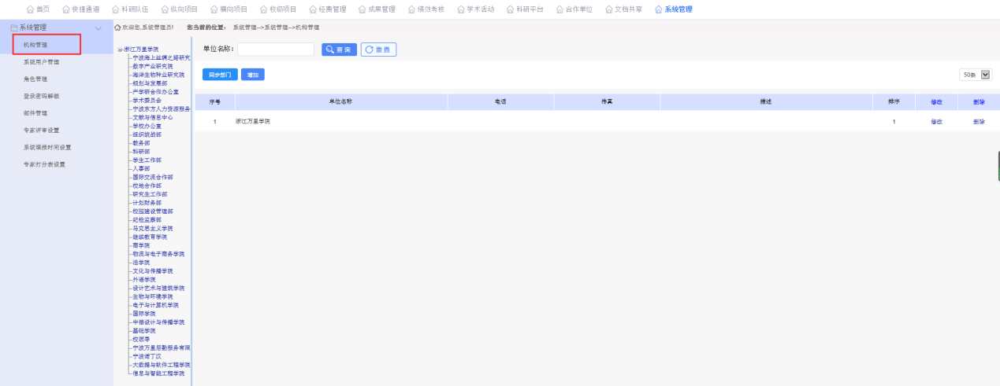 首页 快捷通道 科研队伍 纵向项目 横向项目 校级项目 经费管理 成果管理 绩效考核 学术活动 科研平台 合作单位 文档共享 系统管理
系统管理
机构管理
系统用户管理
角色管理
登录密码解锁
邮件管理
专家评审设置
系统填报时间设置
专家打分表设置
欢迎您,系统管理员! 您当前的位置: 系统管理-->系统管理-->机构管理
浙江万里学院
宁波海上丝绸之路研究
数字产业研究院
海洋生物种业研究院
规划与发展部
产学研合作办公室
学术委员会
宁波东方人力资源服务
文献与信息中心
学校办公室
组织统战部
教务部
科研部
学生工作部
人事部
国际交流合作部
校地合作部
研究生工作部
计划财务部
校园建设管理部
纪检监察部
马克思主义学院
继续教育学院
商学院
物流与电子商务学院
法学院
文化与传播学院
外语学院
设计艺术与建筑学院
生物与环境学院
电子与计算机学院
国际学院
中德设计与传播学院
基础学院
校领导
宁波万里后勤服务有限
宁波诺丁汉
大数据与软件工程学院
信息与智能工程学院
单位名称: 查询 重置
同步部门 增加 50条
序号 单位名称 电话 传真 描述 排序 修改 删除
1 浙江万里学院 1 修改 删除